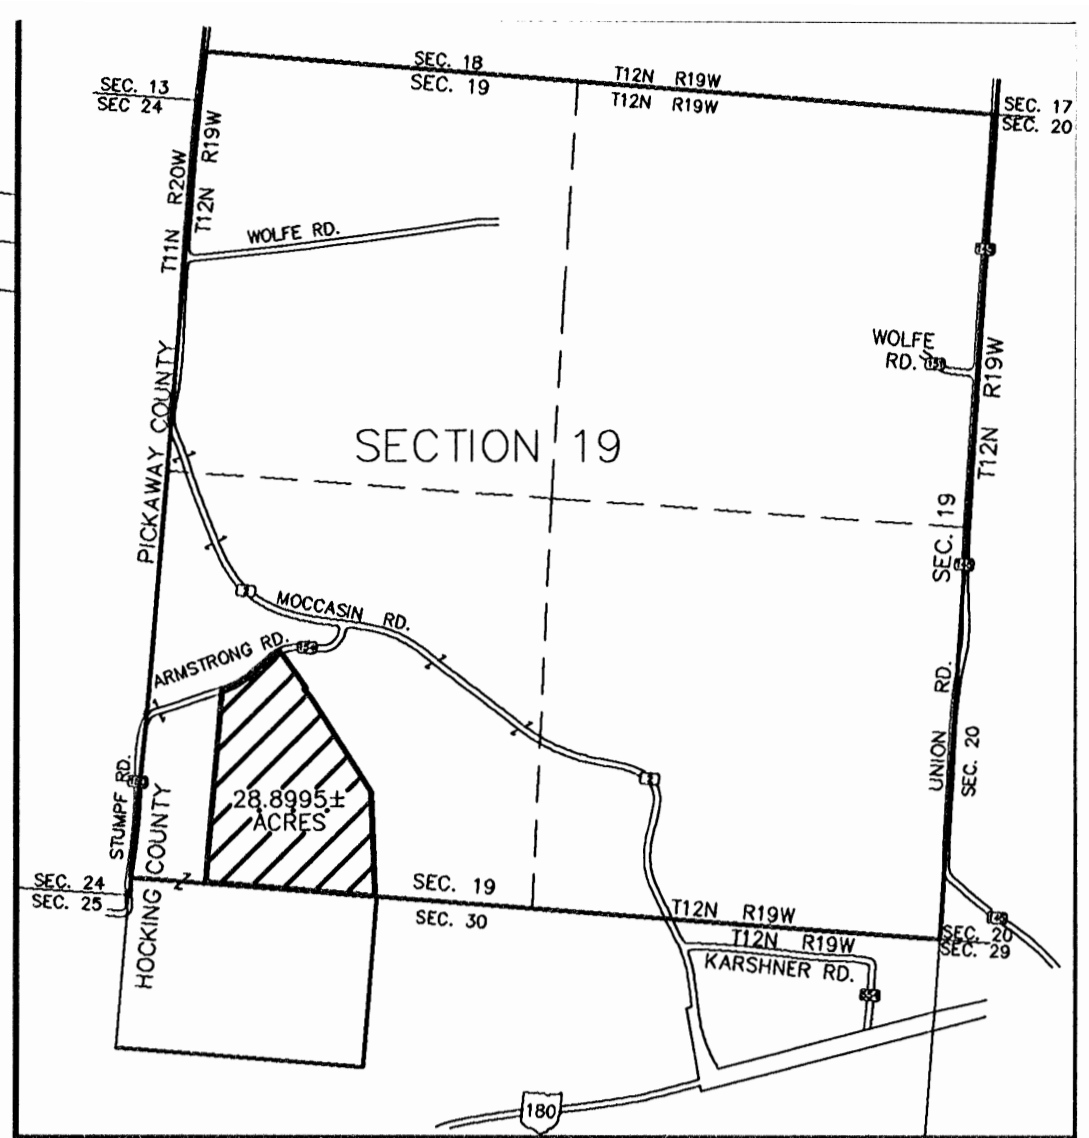 SEC. 18
SEC. 19
T12N R19W
T12N R19W
SEC. 13
SEC 24
SEC. 17
SEC. 20
T11N R20W
T12N R19W
WOLFE RD.
WOLFE
RD.
T12N R19W
PICKAWAY COUNTY
SECTION 19
SEC. 19
MOCCASIN RD.
ARMSTRONG RD.
UNION RD.
SEC. 20
STUMPF RD.
HOCKING COUNTY
28.8995±
ACRES
SEC. 24
SEC. 25
SEC. 19
SEC. 30
T12N R19W
T12N R19W
SEC. 20
SEC. 29
KARSHNER RD.
180